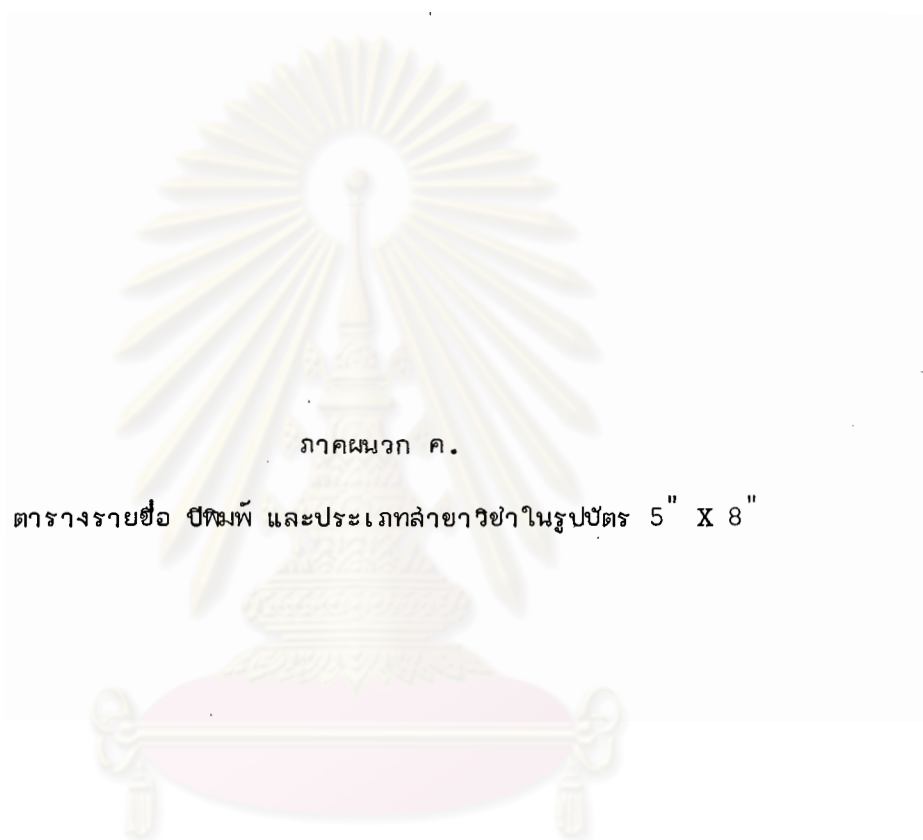 ภาคผนวก ค.
ตารางรายชื่อ ปีพิมพ์ และประเภทสาขาวิชาในรูปบัตร 5" X 8"